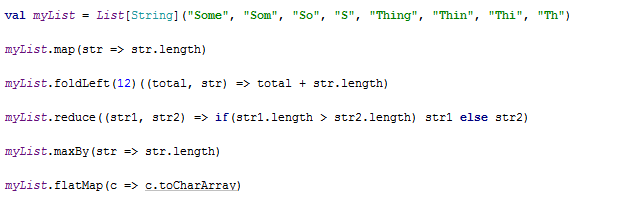 val myList = List[String]("Some", "Som", "So", "S", "Thing", "Thin", "Thi", "Th")
myList.map(str => str.length)
myList.foldLeft(12)((total, str) => total + str.length)
myList.reduce((str1, str2) => if(str1.length > str2.length) str1 else str2)
myList.maxBy(str => str.length)
myList.flatMap(c => c.toCharArray)